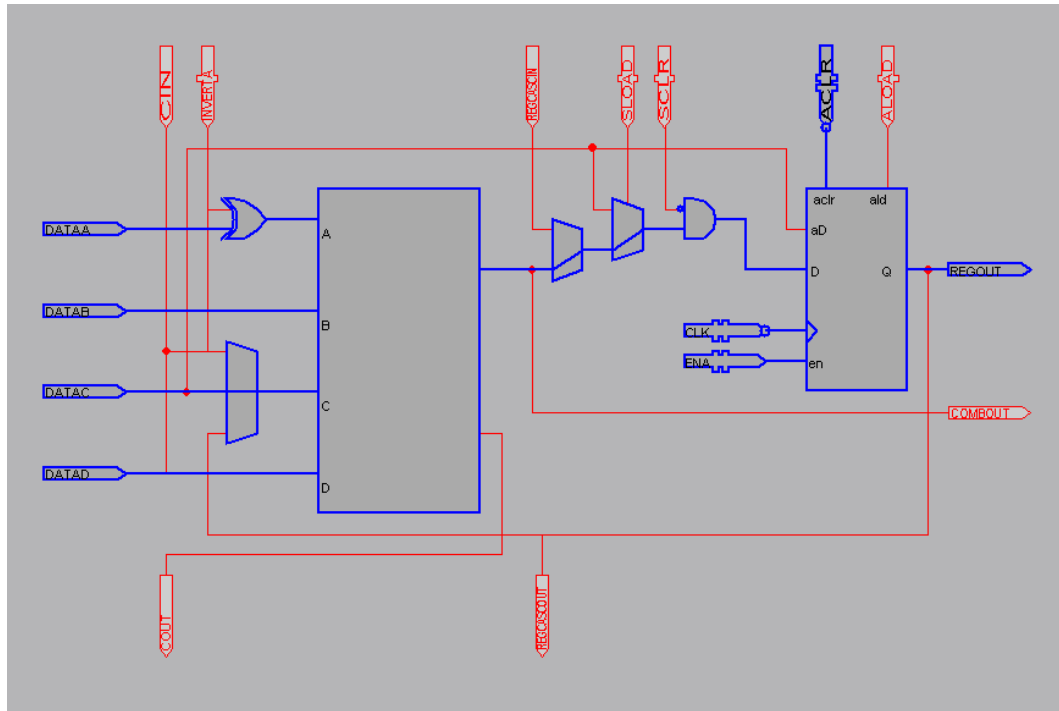 CIN
INVERTA
REGCASCIN
SLOAD
SCLR
ACLR
ALOAD
aclr
ald
DATAA
A
aD
D
Q
REGOUT
DATAB
B
CLK
ENA
en
DATAC
C
COMBOUT
DATAD
D
COUT
REGCASCOUT